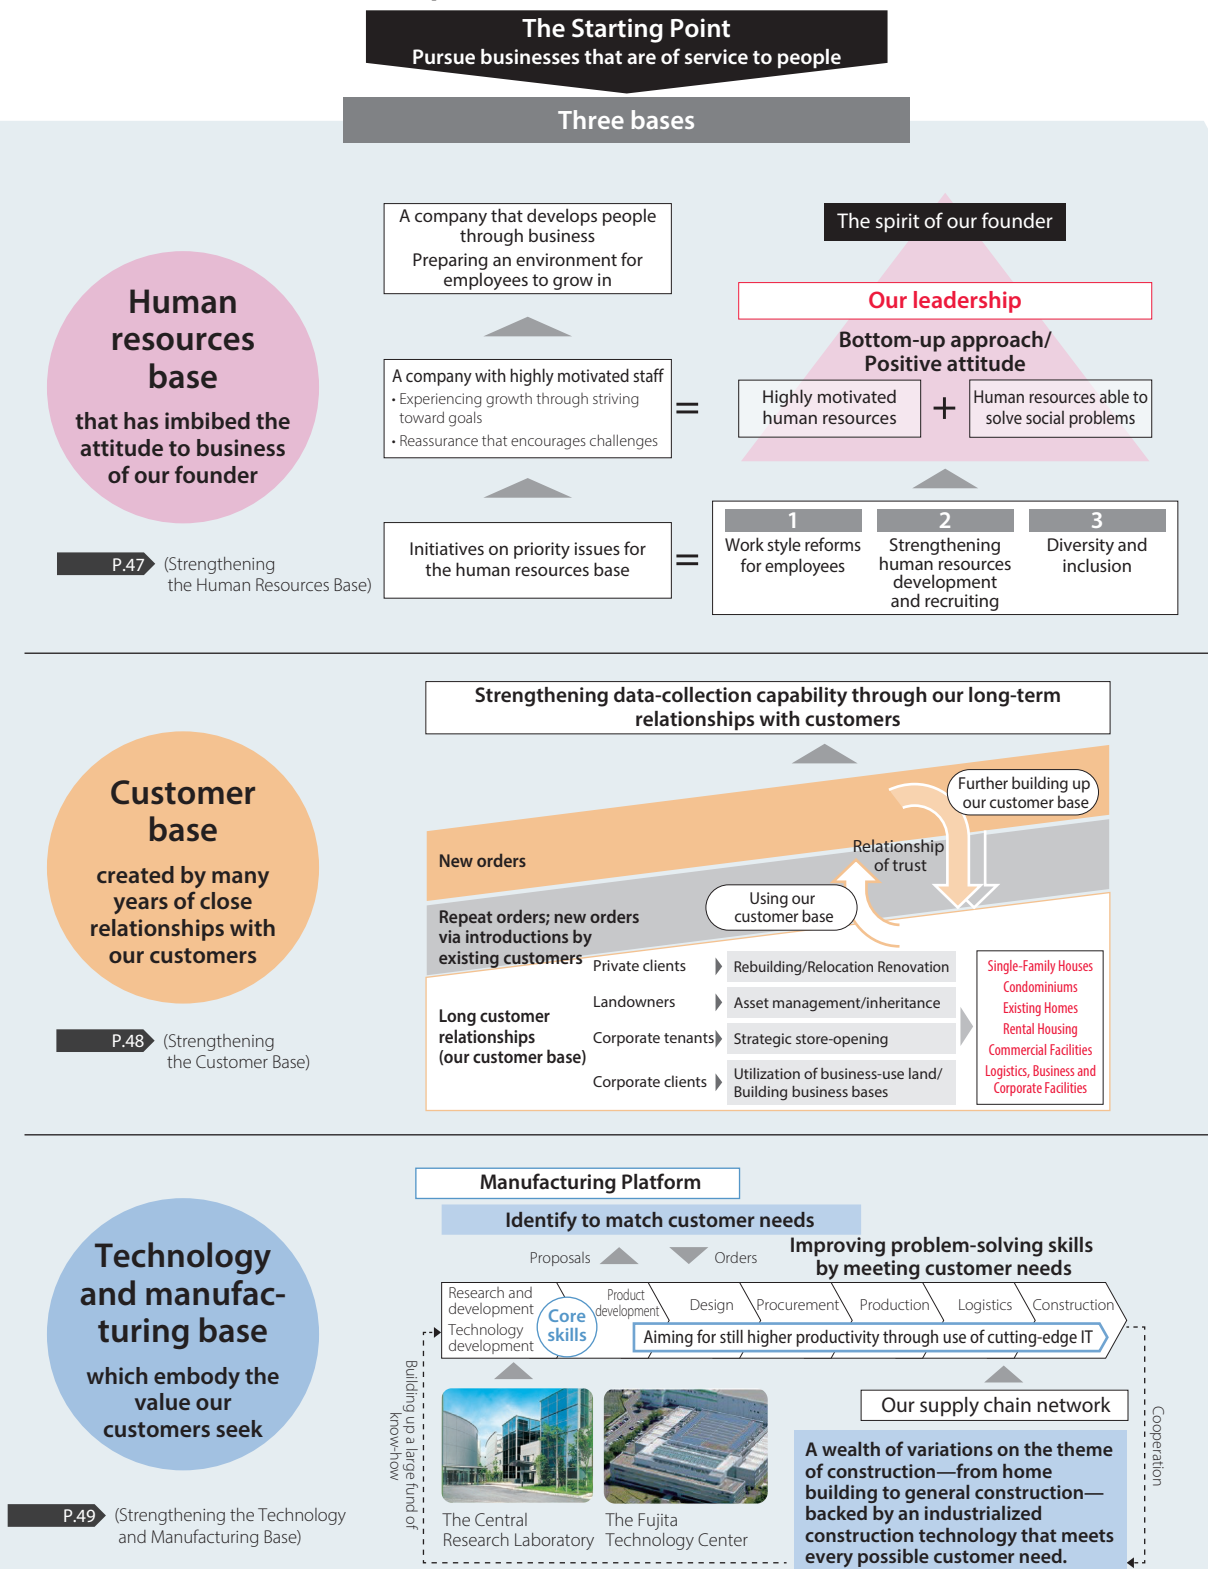 The Starting Point
Pursue businesses that are of service to people
Three bases
Human
resources
base
that has imbibed the
attitude to business
of our founder
P.47
(Strengthening
the Human Resources Base)
A company that develops people
through business
Preparing an environment for
employees to grow in
A company with highly motivated staff
• Experiencing growth through striving
toward goals
• Reassurance that encourages challenges
=
Initiatives on priority issues for
the human resources base
=
The spirit of our founder
Our leadership
Bottom-up approach/
Positive attitude
Highly motivated
human resources
+
Human resources able to
solve social problems
1
Work style reforms
for employees
2
Strengthening
human resources
development
and recruiting
3
Diversity and
inclusion
Customer
base
created by many
years of close
relationships with
our customers
P.48
(Strengthening
the Customer Base)
Strengthening data-collection capability through our long-term
relationships with customers
Further building up
our customer base
New orders
Relationship
of trust
Using our
customer base
Repeat orders; new orders
via introductions by
existing customers
Long customer
relationships
(our customer base)
Private clients
Rebuilding/Relocation Renovation
Landowners
Asset management/inheritance
Corporate tenants
Strategic store-opening
Corporate clients
Utilization of business-use land/
Building business bases
Single-Family Houses
Condominiums
Existing Homes
Rental Housing
Commercial Facilities
Logistics, Business and
Corporate Facilities
Technology
and manufac-
turing base
which embody the
value our
customers seek
P.49
(Strengthening the Technology
and Manufacturing Base)
Manufacturing Platform
Identify to match customer needs
Proposals
Orders
Improving problem-solving skills
by meeting customer needs
Research and
development
Technology
development
Core
skills
Product
development
Design
Procurement
Production
Logistics
Construction
Aiming for still higher productivity through use of cutting-edge IT
Building up a large fund of
know-how
The Central
Research Laboratory
The Fujita
Technology Center
Our supply chain network
Cooperation
A wealth of variations on the theme
of construction—from home
building to general construction—
backed by an industrialized
construction technology that meets
every possible customer need.